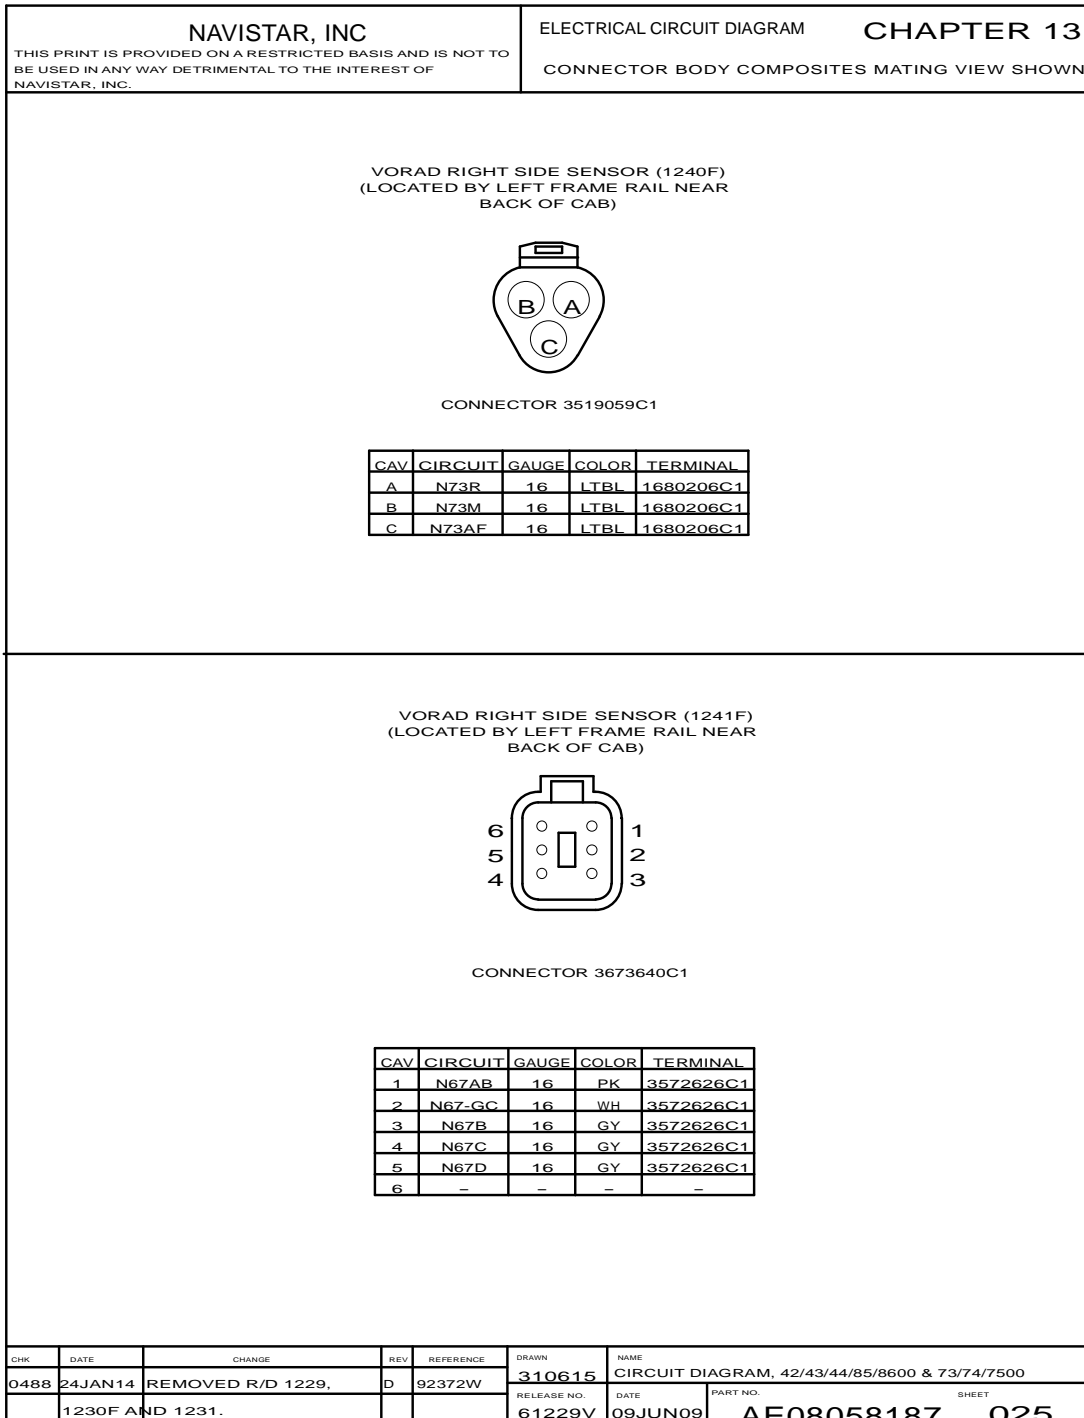 NAVISTAR, INC
THIS PRINT IS PROVIDED ON A RESTRICTED BASIS AND IS NOT TO
BE USED IN ANY WAY DETRIMENTAL TO THE INTEREST OF
NAVISTAR, INC.
ELECTRICAL CIRCUIT DIAGRAM CHAPTER 13
CONNECTOR BODY COMPOSITES MATING VIEW SHOWN
VORAD RIGHT SIDE SENSOR (1240F)
(LOCATED BY LEFT FRAME RAIL NEAR
BACK OF CAB)
B A
C
CONNECTOR 3519059C1
CAV CIRCUIT GAUGE COLOR TERMINAL
A N73R 16 LTBL 1680206C1
B N73M 16 LTBL 1680206C1
C N73AF 16 LTBL 1680206C1
VORAD RIGHT SIDE SENSOR (1241F)
(LOCATED BY LEFT FRAME RAIL NEAR
BACK OF CAB)
6 1
5 2
4 3
CONNECTOR 3673640C1
CAV CIRCUIT GAUGE COLOR TERMINAL
1 N67AB 16 PK 3572626C1
2 N67-GC 16 WH 3572626C1
3 N67B 16 GY 3572626C1
4 N67C 16 GY 3572626C1
5 N67D 16 GY 3572626C1
6 – – – –
CHK DATE CHANGE REV REFERENCE
0488 24JAN14 REMOVED R/D 1229, D 92372W
1230F AND 1231.
DRAWN
310615
NAME
CIRCUIT DIAGRAM, 42/43/44/85/8600 & 73/74/7500
RELEASE NO. DATE PART NO. SHEET
61229V 09JUN09 AE08058187 025